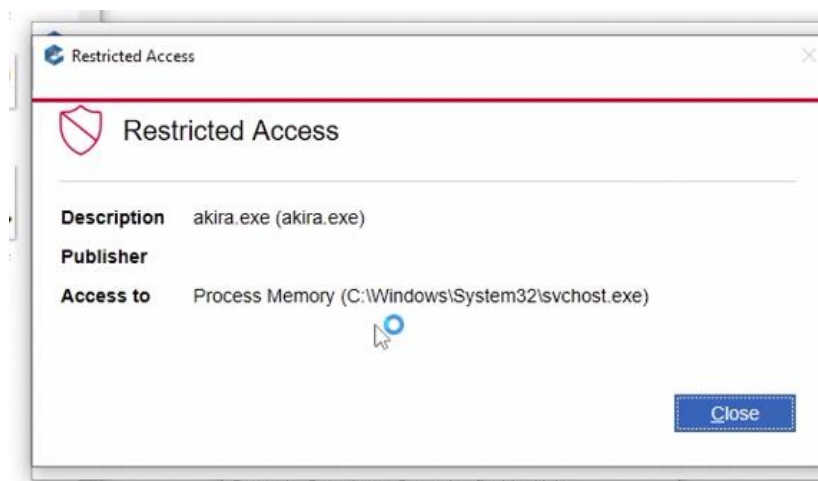 Restricted Access
Restricted Access
Description akira.exe (akira.exe)
Publisher
Access to Process Memory (C:\Windows\System32\svchost.exe)
Close